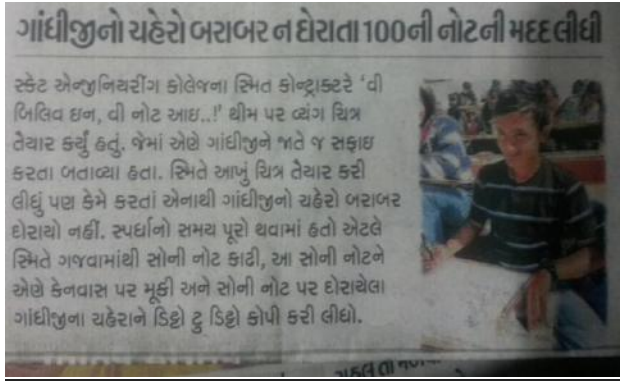 ગાંધીજીનો ચહેરો બરાબર ન દોરાતા 100ની નોટની મદદ લીધી
સ્કેટ એન્જીનિયરીંગ કોલેજના સ્મિત કોન્ટ્રાક્ટરે ‘વી
બિલિવ ઇન, વી નોટ આઇ..!’ થીમ પર વ્યંગ ચિત્ર
તૈયાર કર્યું હતું. જેમાં એણે ગાંધીજીને જાતે જ સફાઇ
કરતા બતાવ્યા હતા. સ્મિતે આખું ચિત્ર તૈયાર કરી
લીધું પણ કેમે કરતાં એનાથી ગાંધીજીનો ચહેરો બરાબર
દોરાયો નહીં. સ્પર્ધાનો સમય પૂરો થવામાં હતો એટલે
સ્મિતે ગજવામાંથી સોની નોટ કાઢી, આ સોની નોટને
એણે કેનવાસ પર મૂકી અને સોની નોટ પર દોરાયેલા
ગાંધીજીના ચહેરાને ડિટ્ટો ટુ ડિટ્ટો કોપી કરી લીધો.